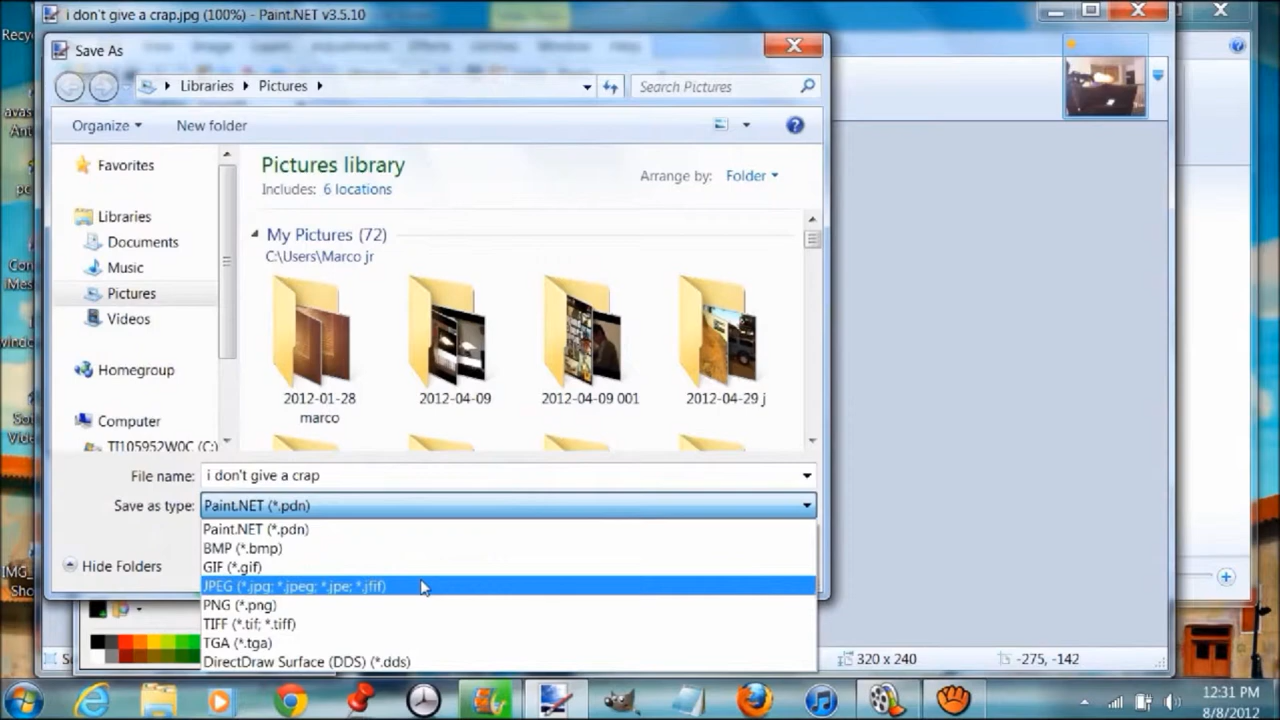 i don't give a crap.jpg (100%) - Paint.NET v3.5.10
Save As
Libraries Pictures
Search Pictures
Organize
New folder
Favorites
Libraries
Documents
Music
Pictures
Videos
Homegroup
Computer
TI105952W0C (C:)
Pictures library
Includes: 6 locations
Arrange by: Folder
My Pictures (72)
C:\Users\Marco jr
2012-01-28
marco
2012-04-09
2012-04-09 001
2012-04-29 j
File name: i don't give a crap
Save as type: Paint.NET (*.pdn)
Paint.NET (*.pdn)
BMP (*.bmp)
GIF (*.gif)
JPEG (*.jpg; *.jpeg; *.jpe; *.jfif)
PNG (*.png)
TIFF (*.tif; *.tiff)
TGA (*.tga)
DirectDraw Surface (DDS) (*.dds)
Hide Folders
320 x 240
-275, -142
12:31 PM
8/8/2012